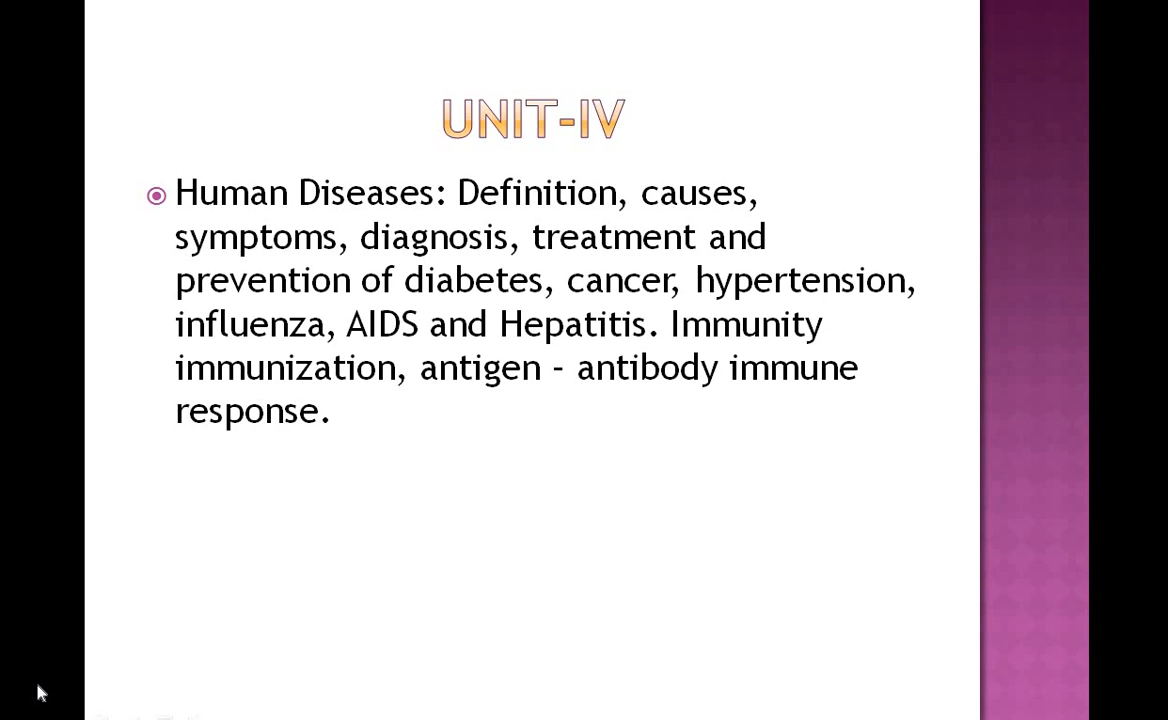 UNIT-IV
Human Diseases: Definition, causes,
symptoms, diagnosis, treatment and
prevention of diabetes, cancer, hypertension,
influenza, AIDS and Hepatitis. Immunity
immunization, antigen - antibody immune
response.